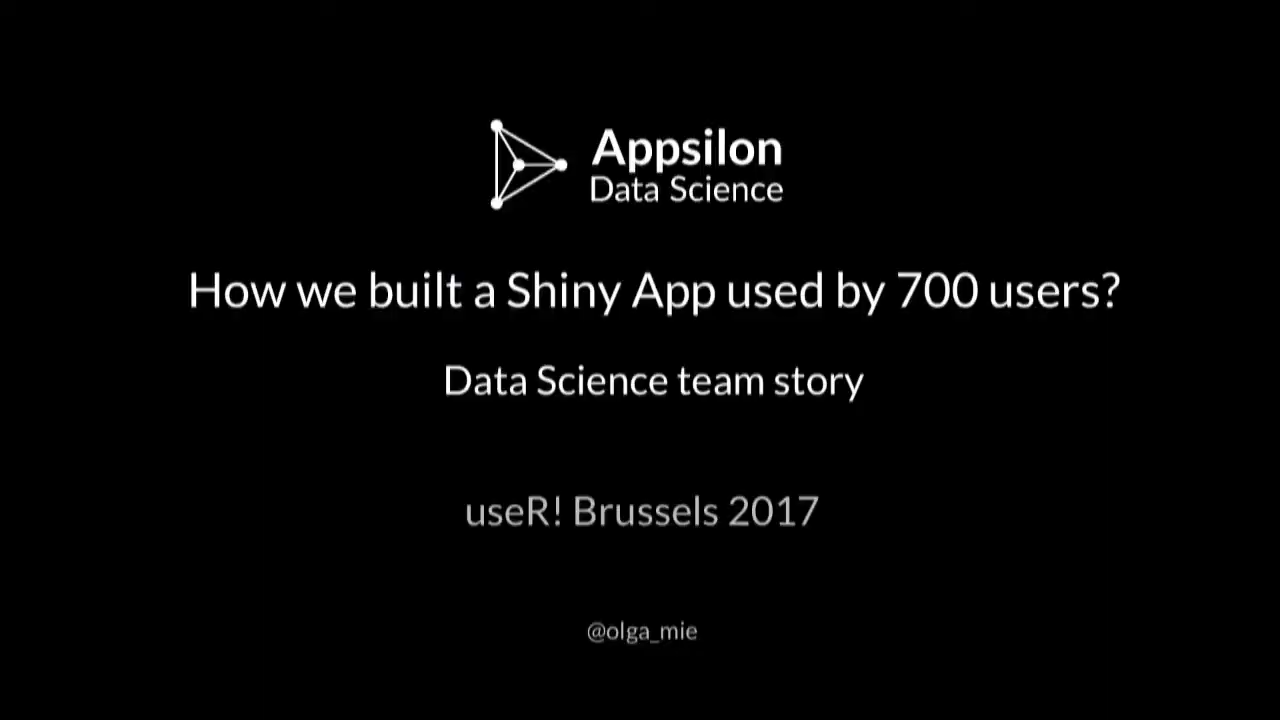 Appsilon
Data Science
How we built a Shiny App used by 700 users?
Data Science team story
useR! Brussels 2017
@olga_mie